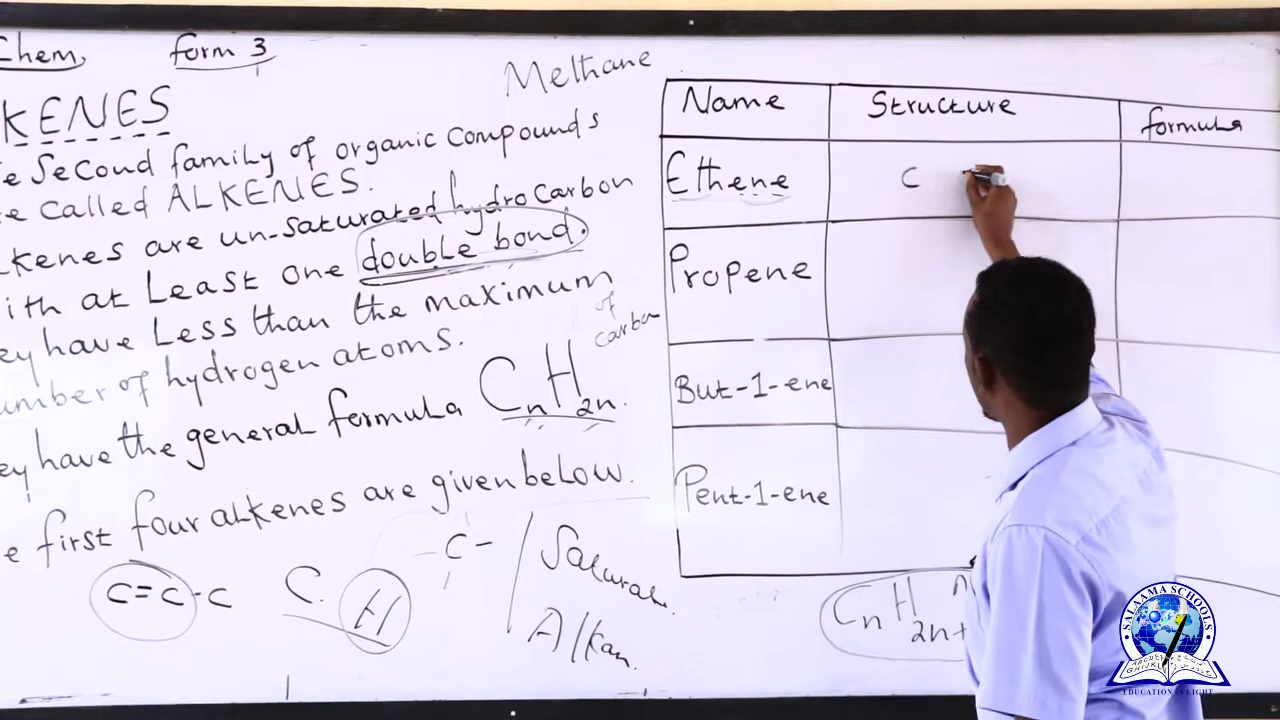 Chem form 3
KENES
e Second family of organic compounds
e called ALKENES.
lkenes are un-saturated hydrocarbon
ith at Least one double bond.
ey have Less than the maximum
umber of hydrogen atoms.
ey have the general formula CnH2n.
e first four alkenes are given below.
of
carbon
C=C-C
C.
H
-C-
Saturat.
Alkan.
Methane
Name Structure formula
Ethene C
Propene
But-1-ene
Pent-1-ene
CnH2n+
SALAAMA SCHOOLS
EDUCATION IS LIGHT